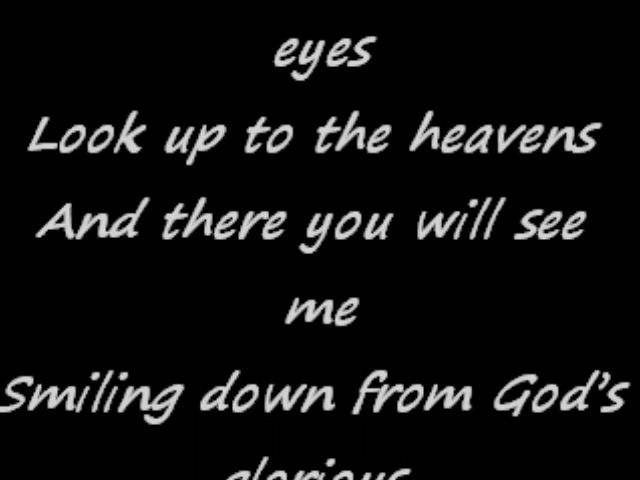 eyes
Look up to the heavens
And there you will see
me
Smiling down from God's
glorious